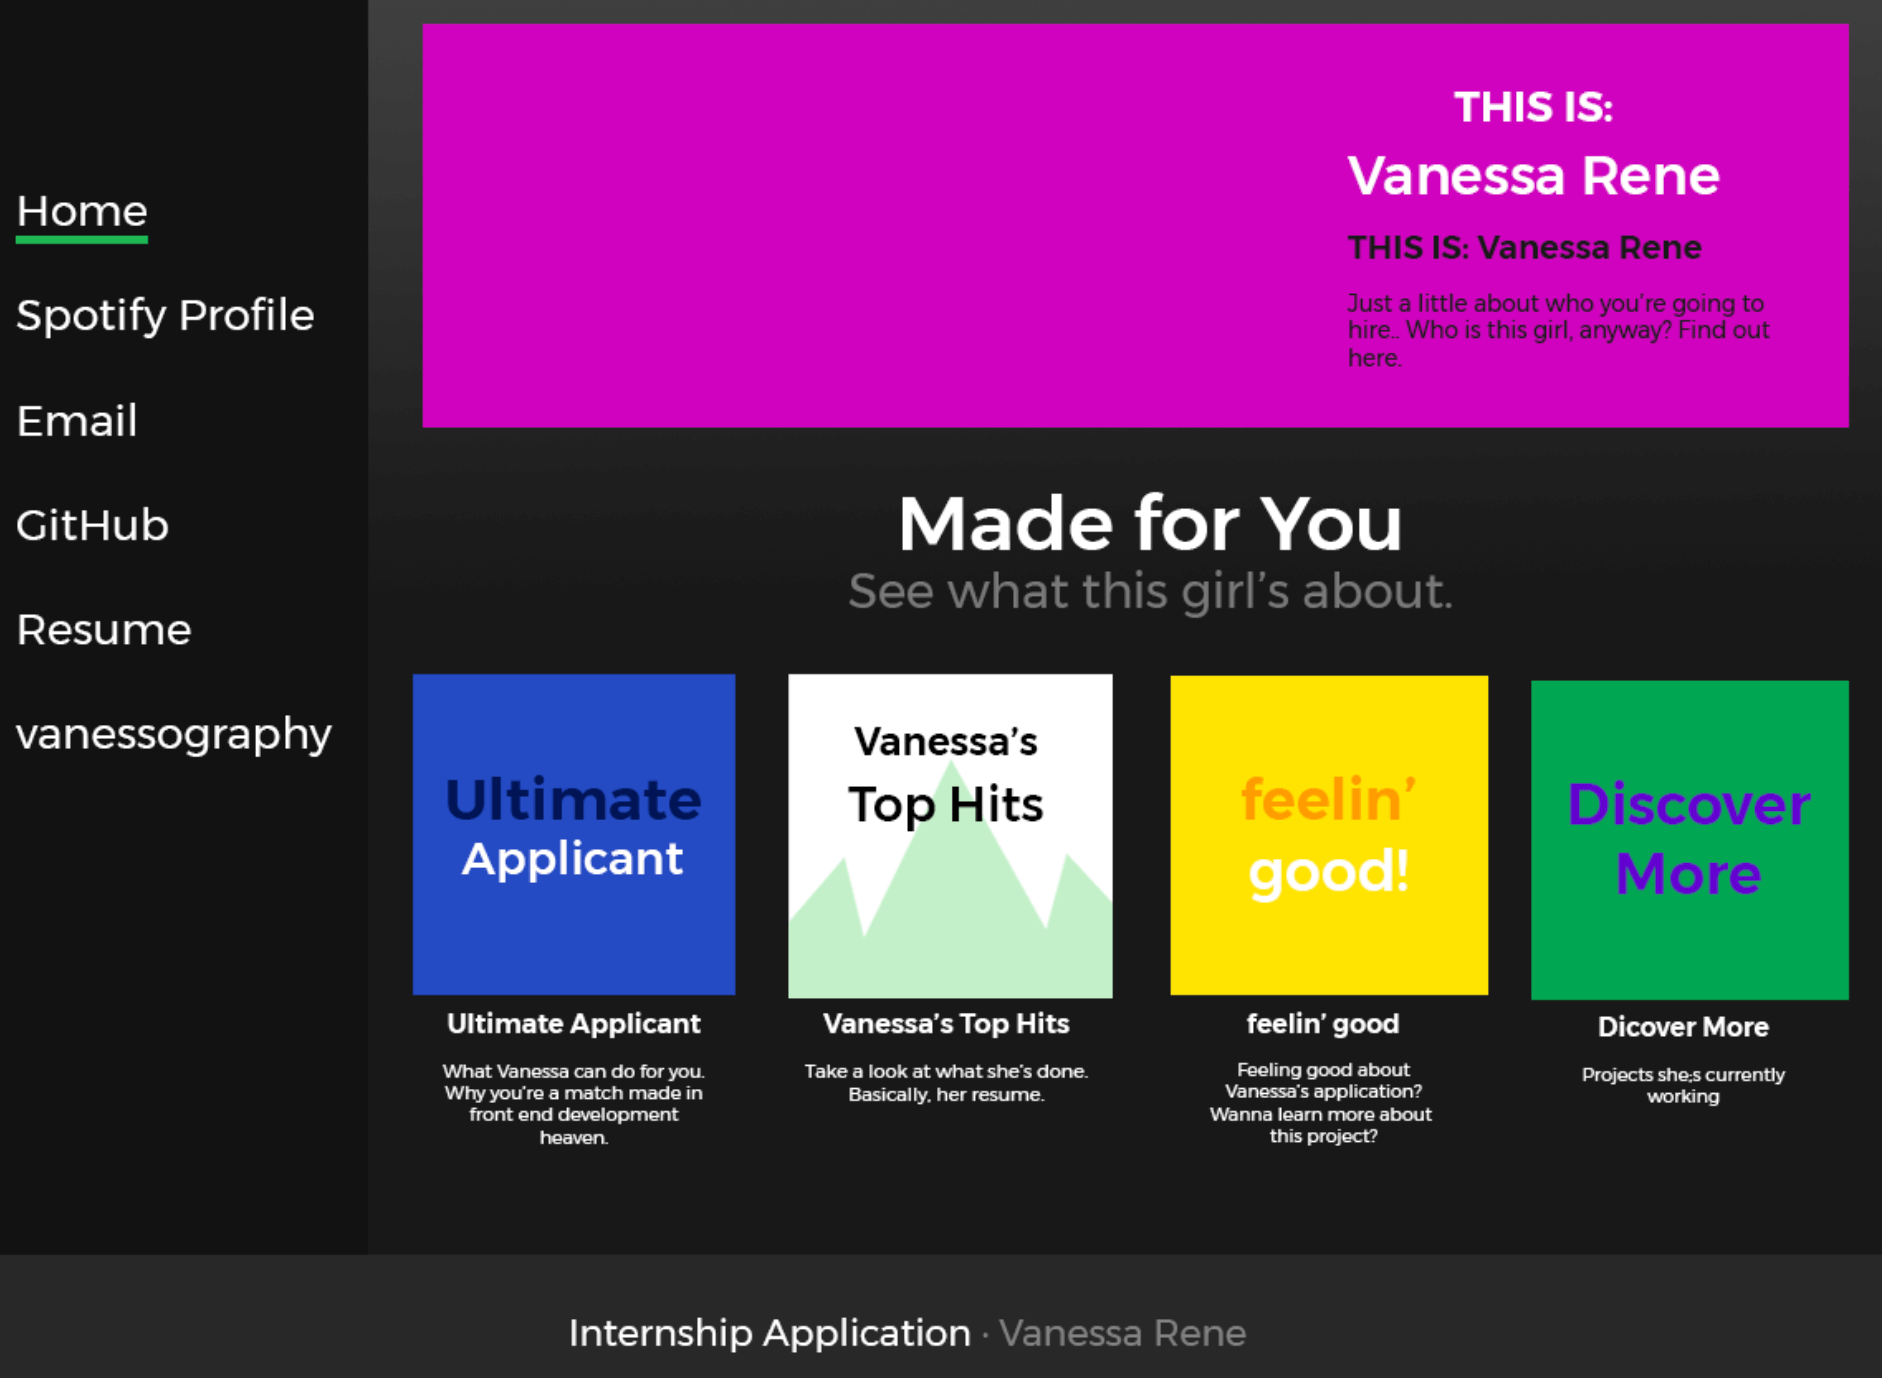 Home
Spotify Profile
Email
GitHub
Resume
vanessography
THIS IS:
Vanessa Rene
THIS IS: Vanessa Rene
Just a little about who you’re going to
hire.. Who is this girl, anyway? Find out
here.
Made for You
See what this girl’s about.
Ultimate
Applicant
Ultimate Applicant
What Vanessa can do for you.
Why you’re a match made in
front end development
heaven.
Vanessa’s
Top Hits
Vanessa’s Top Hits
Take a look at what she’s done.
Basically, her resume.
feelin’
good!
feelin’ good
Feeling good about
Vanessa’s application?
Wanna learn more about
this project?
Discover
More
Dicover More
Projects she;s currently
working
Internship Application · Vanessa Rene